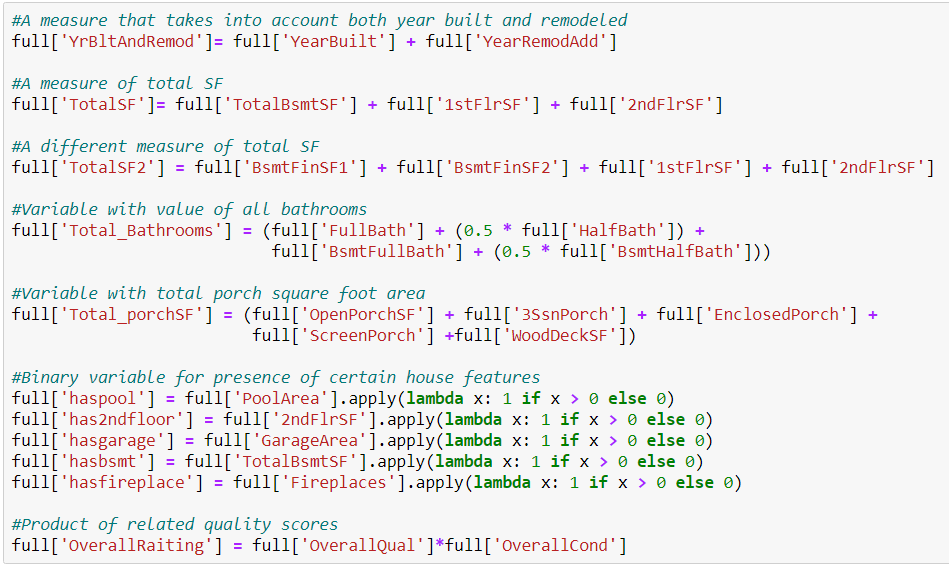 #A measure that takes into account both year built and remodeled
full['YrBltAndRemod']= full['YearBuilt'] + full['YearRemodAdd']
#A measure of total SF
full['TotalSF']= full['TotalBsmtSF'] + full['1stFlrSF'] + full['2ndFlrSF']
#A different measure of total SF
full['TotalSF2'] = full['BsmtFinSF1'] + full['BsmtFinSF2'] + full['1stFlrSF'] + full['2ndFlrSF']
#Variable with value of all bathrooms
full['Total_Bathrooms'] = (full['FullBath'] + (0.5 * full['HalfBath']) +
full['BsmtFullBath'] + (0.5 * full['BsmtHalfBath']))
#Variable with total porch square foot area
full['Total_porchSF'] = (full['OpenPorchSF'] + full['3SsnPorch'] + full['EnclosedPorch'] +
full['ScreenPorch'] +full['WoodDeckSF'])
#Binary variable for presence of certain house features
full['haspool'] = full['PoolArea'].apply(lambda x: 1 if x > 0 else 0)
full['has2ndfloor'] = full['2ndFlrSF'].apply(lambda x: 1 if x > 0 else 0)
full['hasgarage'] = full['GarageArea'].apply(lambda x: 1 if x > 0 else 0)
full['hasbsmt'] = full['TotalBsmtSF'].apply(lambda x: 1 if x > 0 else 0)
full['hasfireplace'] = full['Fireplaces'].apply(lambda x: 1 if x > 0 else 0)
#Product of related quality scores
full['OverallRaiting'] = full['OverallQual']*full['OverallCond']